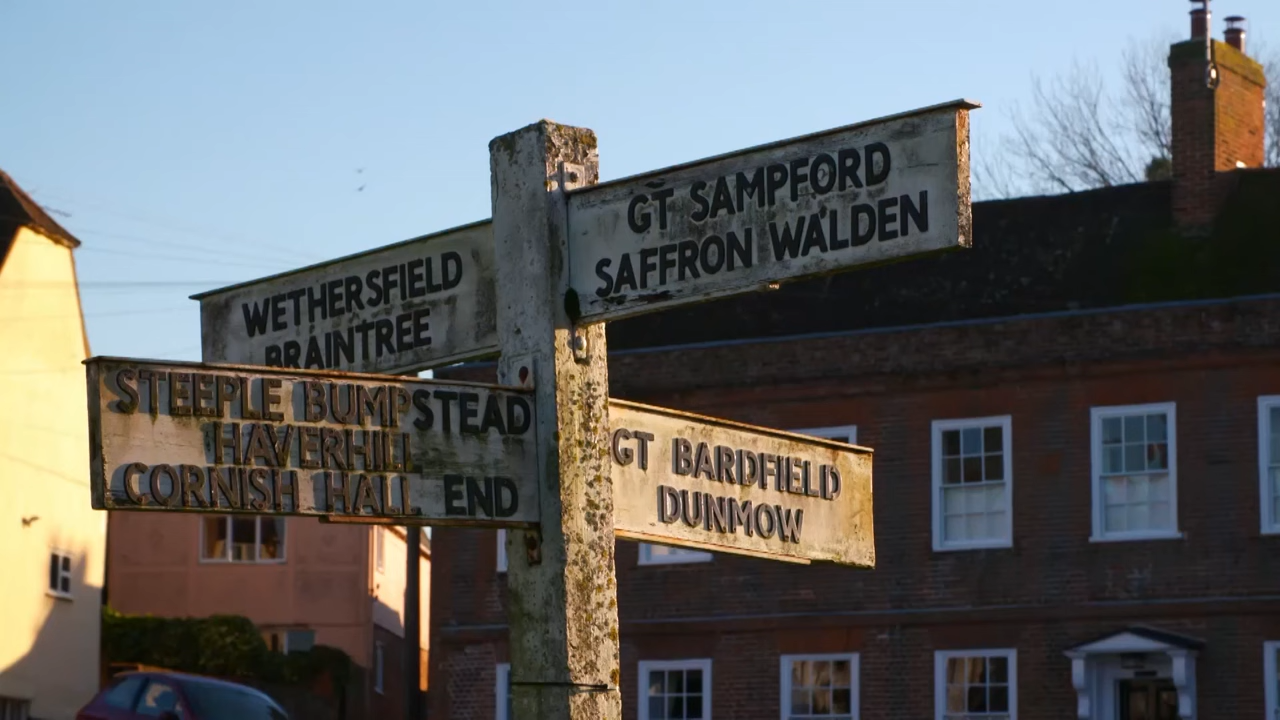 GT SAMPFORD
SAFFRON WALDEN
WETHERSFIELD
BRAINTREE
STEEPLE BUMPSTEAD
HAVERHILL
CORNISH HALL END
GT BARDFIELD
DUNMOW